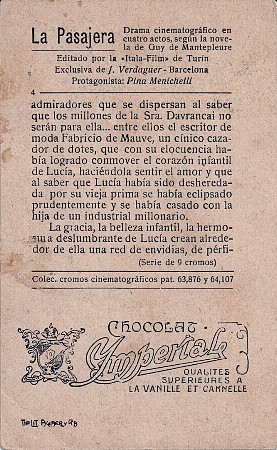 La Pasajera
Drama cinematográfico en
cuatro actos, según la nove-
la de Guy de Mantepleure
Editado por la «Itala-Film» de Turín
Exclusiva de J. Verdaguer - Barcelona
Protagonista: Pina Menichelli
4
admiradores que se dispersan al saber
que los millones de la Sra. Davrancai no
serán para ella... entre ellos el escritor de
moda Fabricio de Mauve, un cínico cazador
de dotes, que con su elocuencia ha-
bía logrado conmover el corazón infantil
de Lucía, haciéndola sentir el amor y que
al saber que Lucía había sido deshereda-
da por su vieja prima se había eclipsado
prudentemente y se había casado con la
hija de un industrial millonario.
La gracia, la belleza infantil, la hermo-
sura deslumbrante de Lucía crean alrede-
dor de ella una red de envidias, de pérfi-
(Serie de 9 cromos)
Colec. cromos cinematográficos pat. 63,876 y 64,107
CHOCOLAT
Imperiale
QUALITES
SUPERIEURES A
LA VANILLE ET CANNELLE